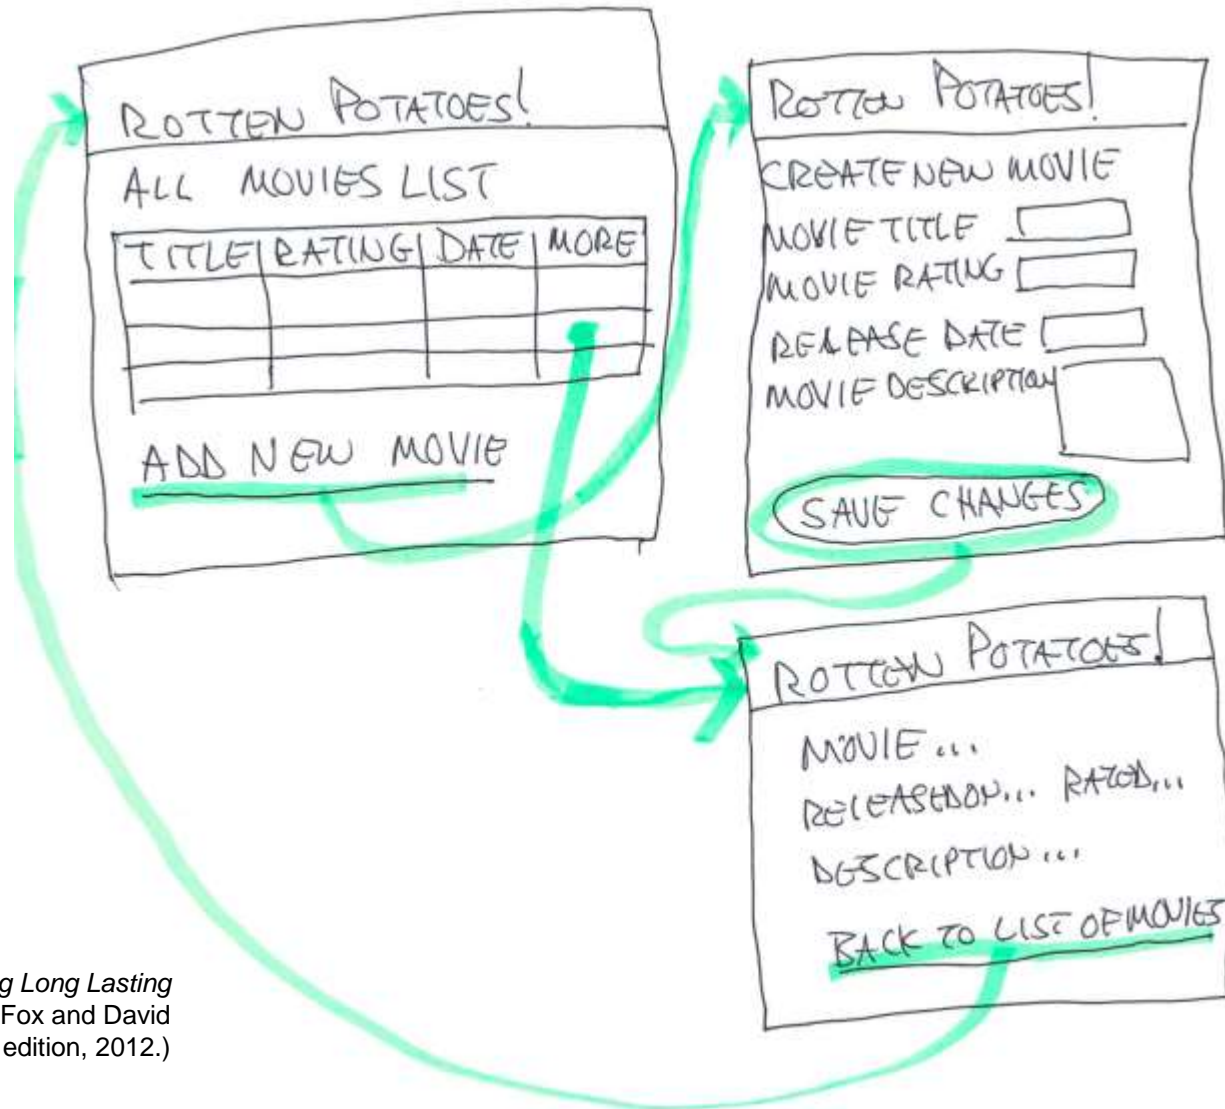 ROTTEN POTATOES!
ALL MOVIES LIST
TITLE RATING DATE MORE
ADD NEW MOVIE
ROTTEN POTATOES!
CREATE NEW MOVIE
MOVIE TITLE
MOVIE RATING
RELEASE DATE
MOVIE DESCRIPTION
SAVE CHANGES
ROTTEN POTATOES!
MOVIE...
RELEASED ON... RATED...
DESCRIPTION...
BACK TO LIST OF MOVIES
g Long Lasting
Fox and David
edition, 2012.)